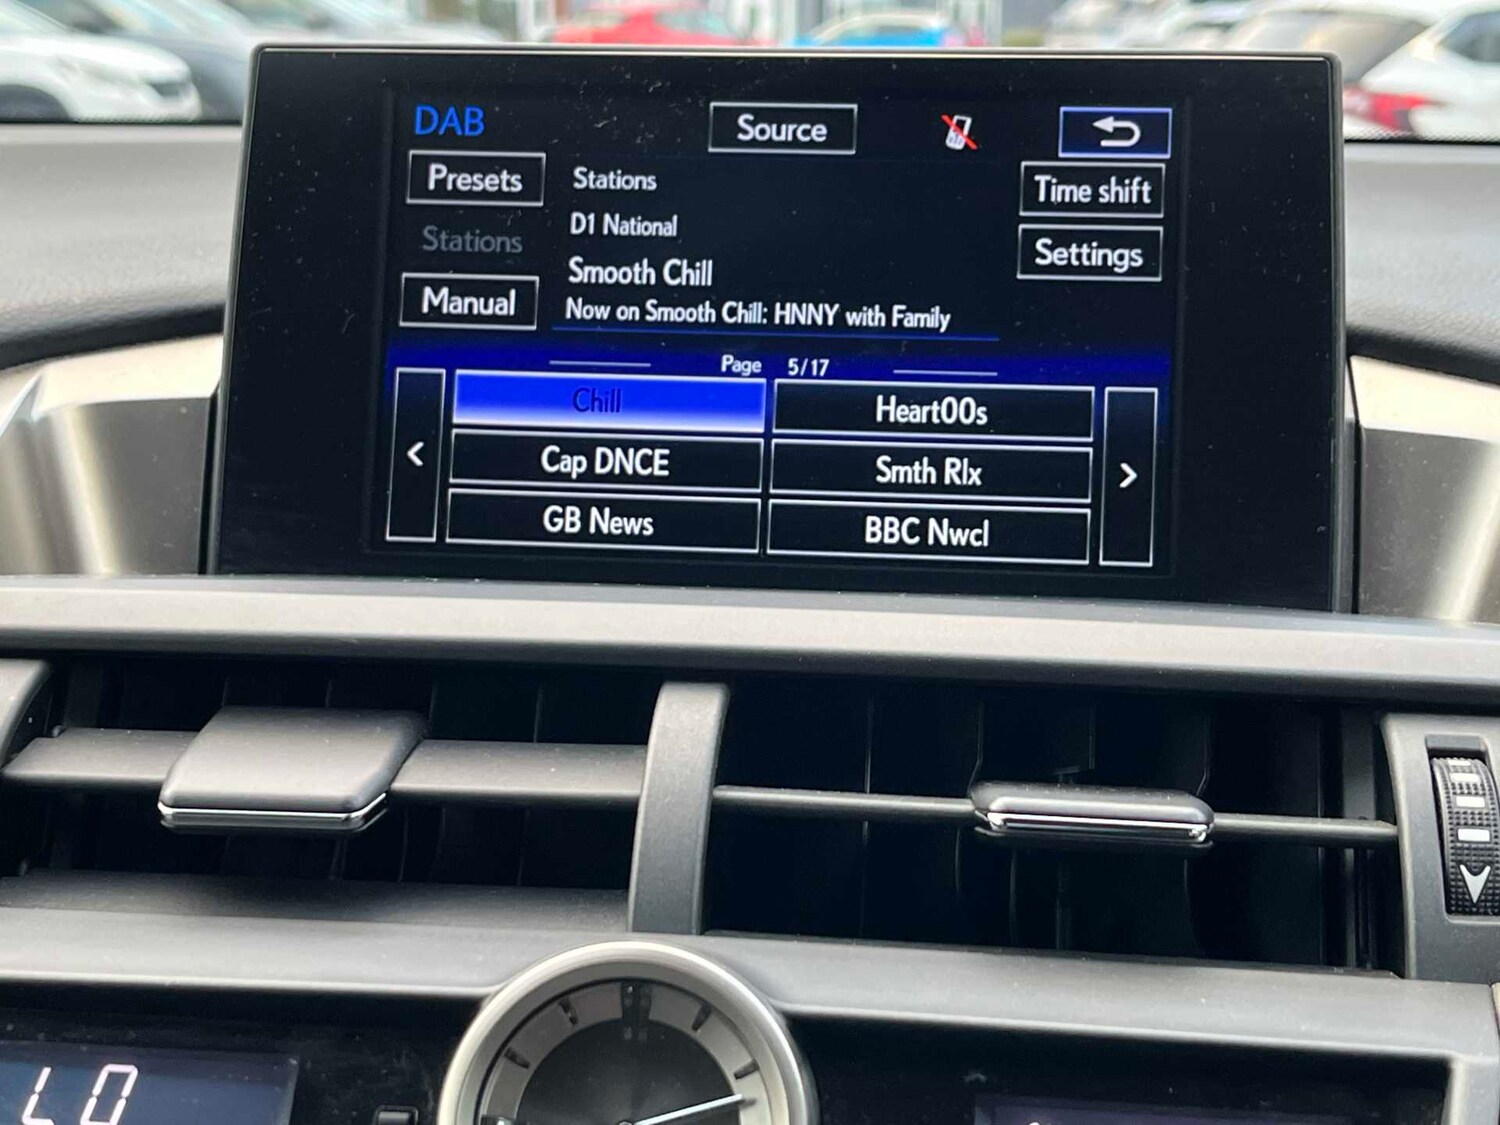 DAB
Source
Presets
Stations
Time shift
Stations
D1 National
Settings
Manual
Smooth Chill
Now on Smooth Chill: HNNY with Family
Page 5/17
<
Chill
Heart00s
>
Cap DNCE
Smth Rlx
GB News
BBC Nwcl
LO